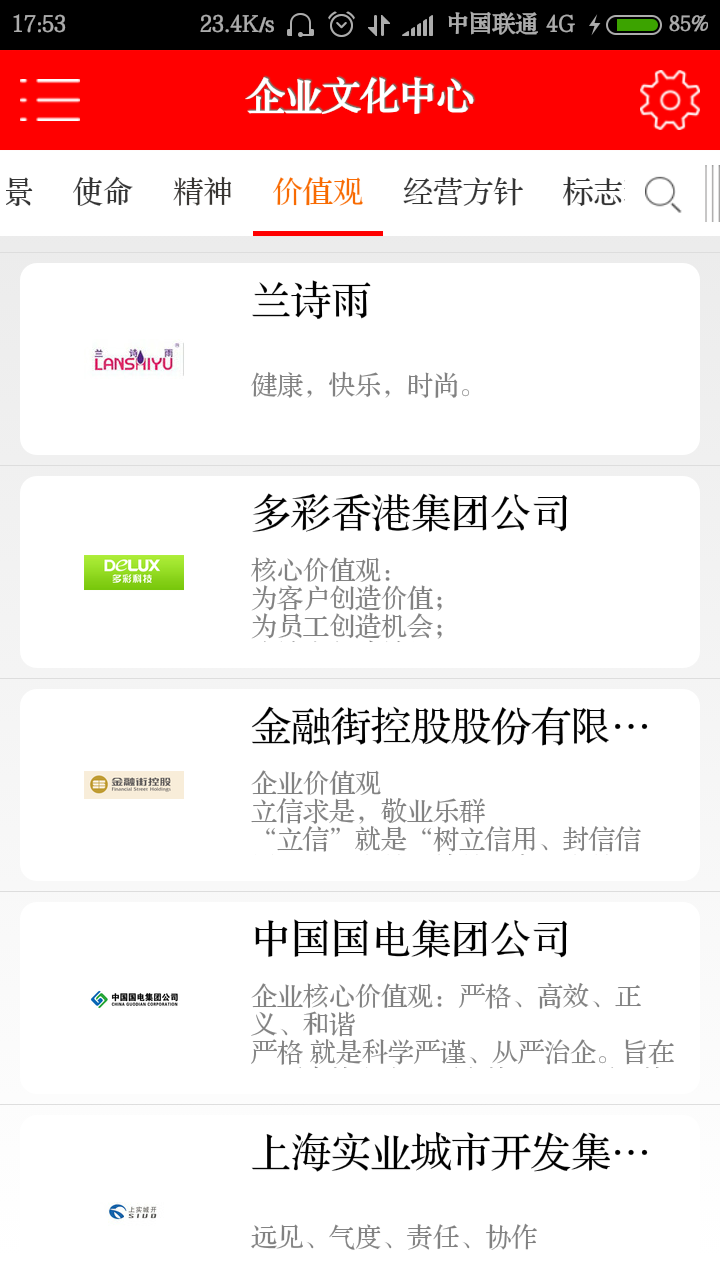 17:53 23.4K/s 中国联通 4G 85%
企业文化中心
景 使命 精神 价值观 经营方针 标志
兰诗雨
兰 诗 雨
LANSHIYU
健康，快乐，时尚。
多彩香港集团公司
DELUX
多彩科技
核心价值观：
为客户创造价值；
为员工创造机会；
金融街控股股份有限…
金融街控股
Financial Street Holdings
企业价值观
立信求是，敬业乐群
“立信”就是“树立信用、封信信
中国国电集团公司
中国国电集团公司
CHINA GUODIAN CORPORATION
企业核心价值观：严格、高效、正
义、和谐
严格 就是科学严谨、从严治企。旨在
上海实业城市开发集…
上实城开
SIUD
远见、气度、责任、协作